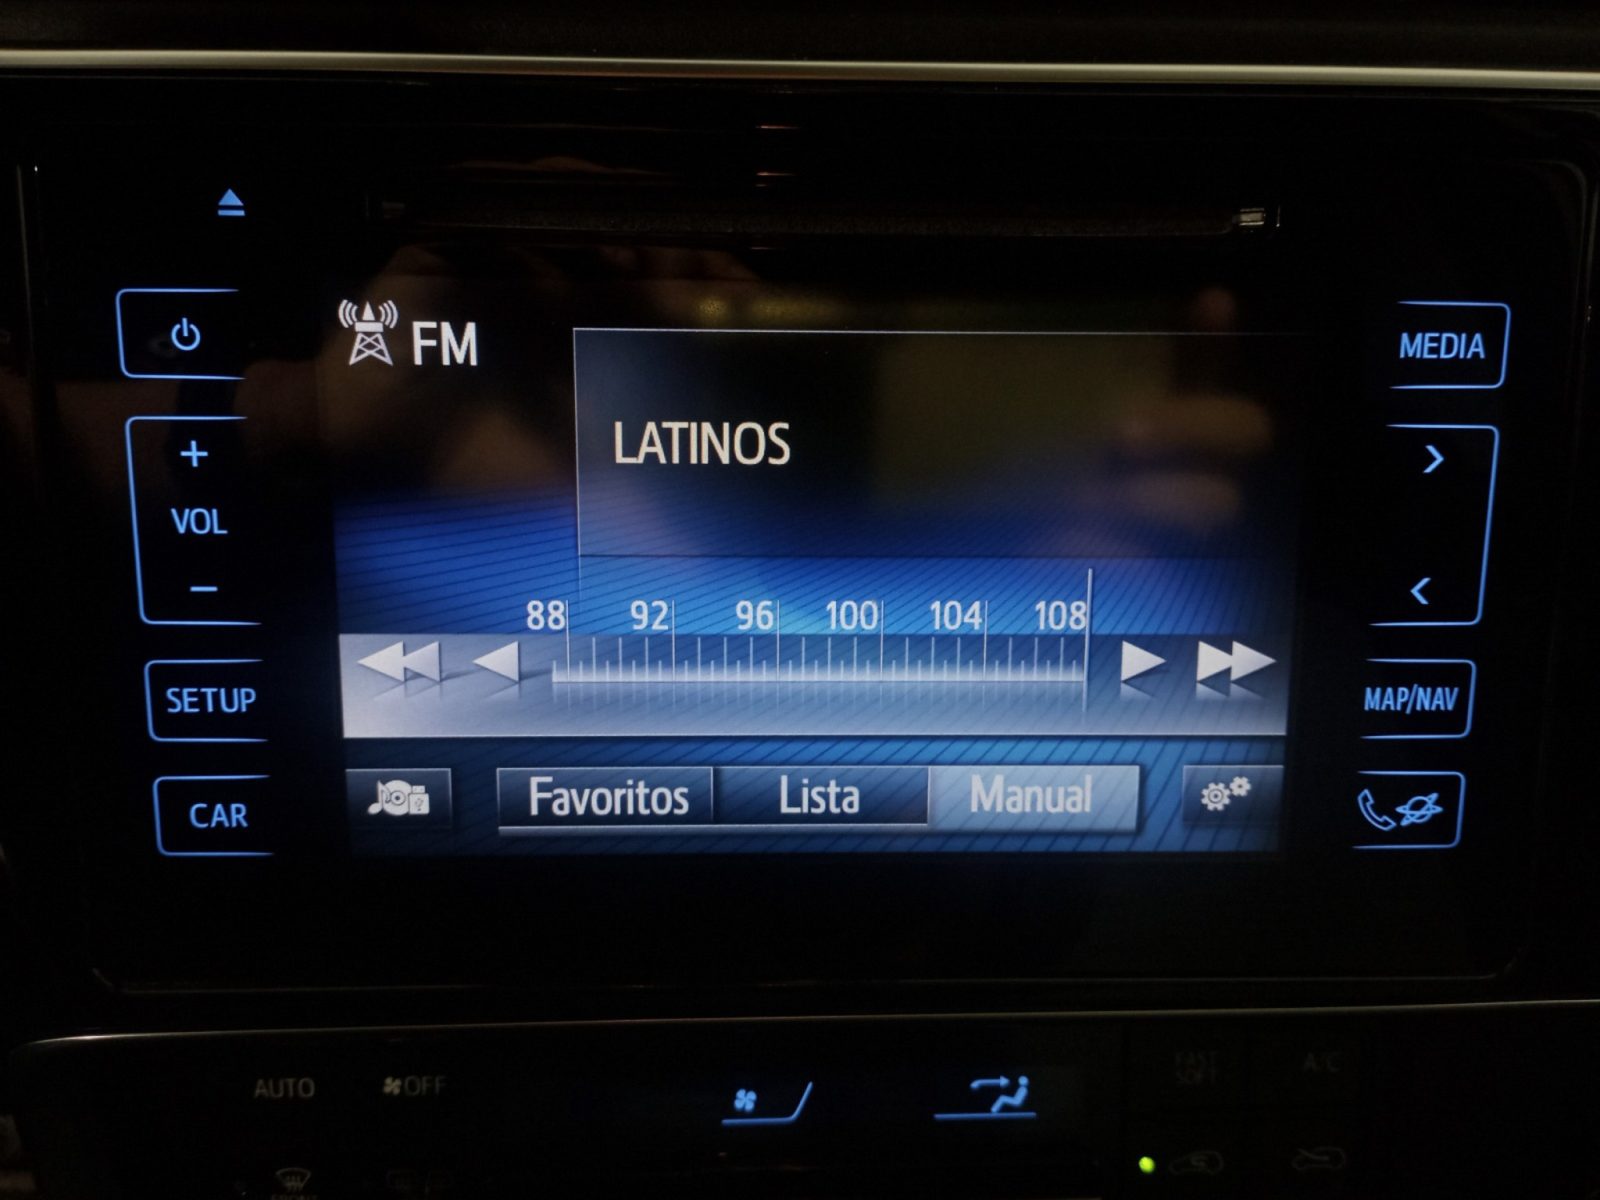 FM
LATINOS
MEDIA
+
VOL
−
>
<
88 92 96 100 104 108
SETUP
MAP/NAV
Favoritos Lista Manual
CAR
AUTO OFF
A/C